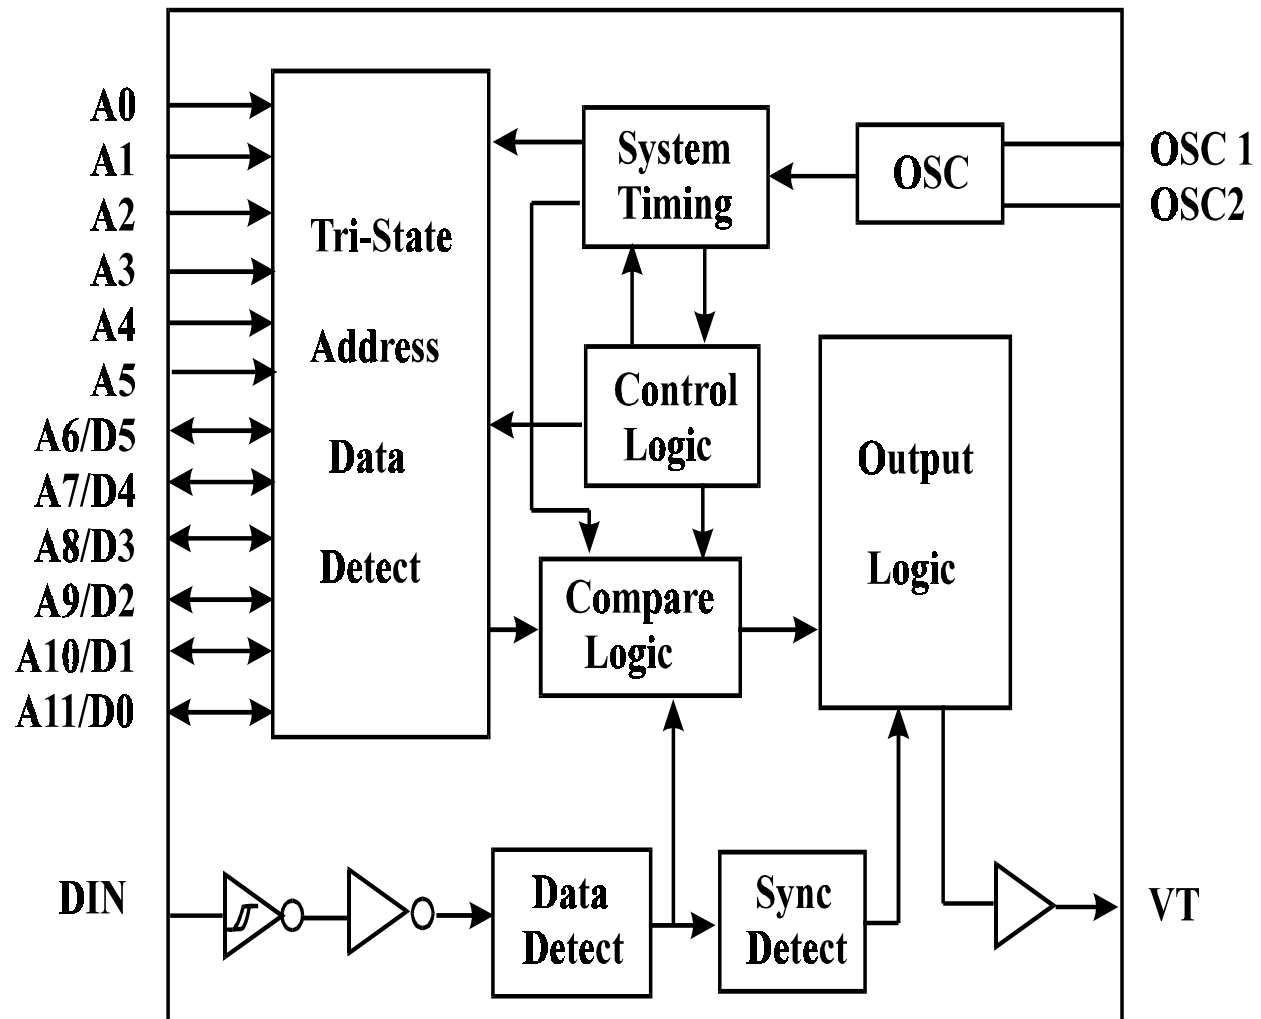 A0
A1
A2
A3
A4
A5
A6/D5
A7/D4
A8/D3
A9/D2
A10/D1
A11/D0
DIN
Tri-State
Address
Data
Detect
System
Timing
OSC
OSC 1
OSC2
Control
Logic
Compare
Logic
Output
Logic
Data
Detect
Sync
Detect
VT